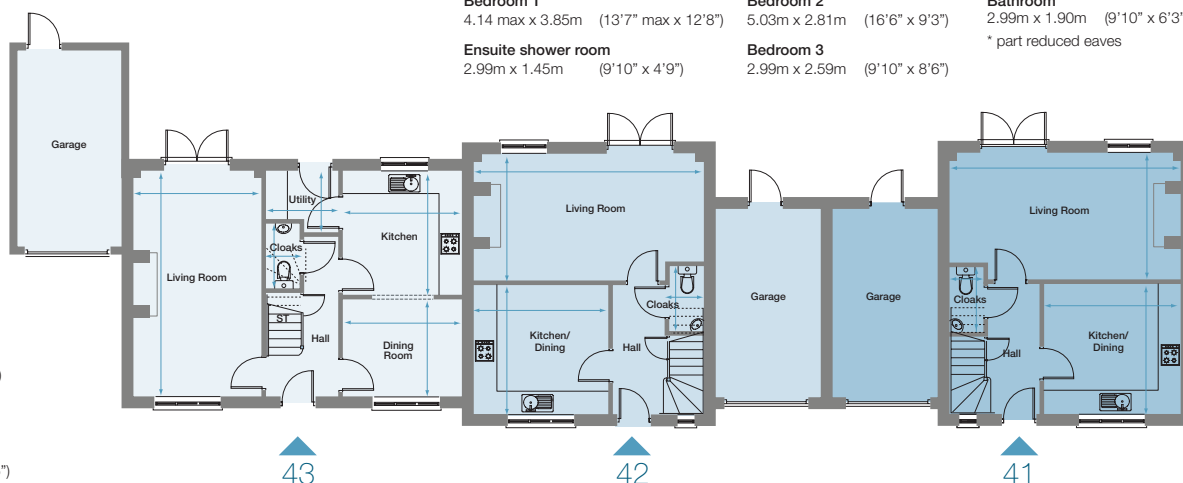 Bedroom 1
4.14 max x 3.85m (13'7" max x 12'8")
Ensuite shower room
2.99m x 1.45m (9'10" x 4'9")
Bedroom 2
5.03m x 2.81m (16'6" x 9'3")
Bedroom 3
2.99m x 2.59m (9'10" x 8'6")
Bathroom
2.99m x 1.90m (9'10" x 6'3"
* part reduced eaves
Garage
Living Room
Utility
Cloaks
ST
Hall
Kitchen
Dining
Room
Living Room
Kitchen/
Dining
Hall
Cloaks
Garage
Garage
Living Room
Cloaks
Hall
Kitchen/
Dining
)
")
43
42
41